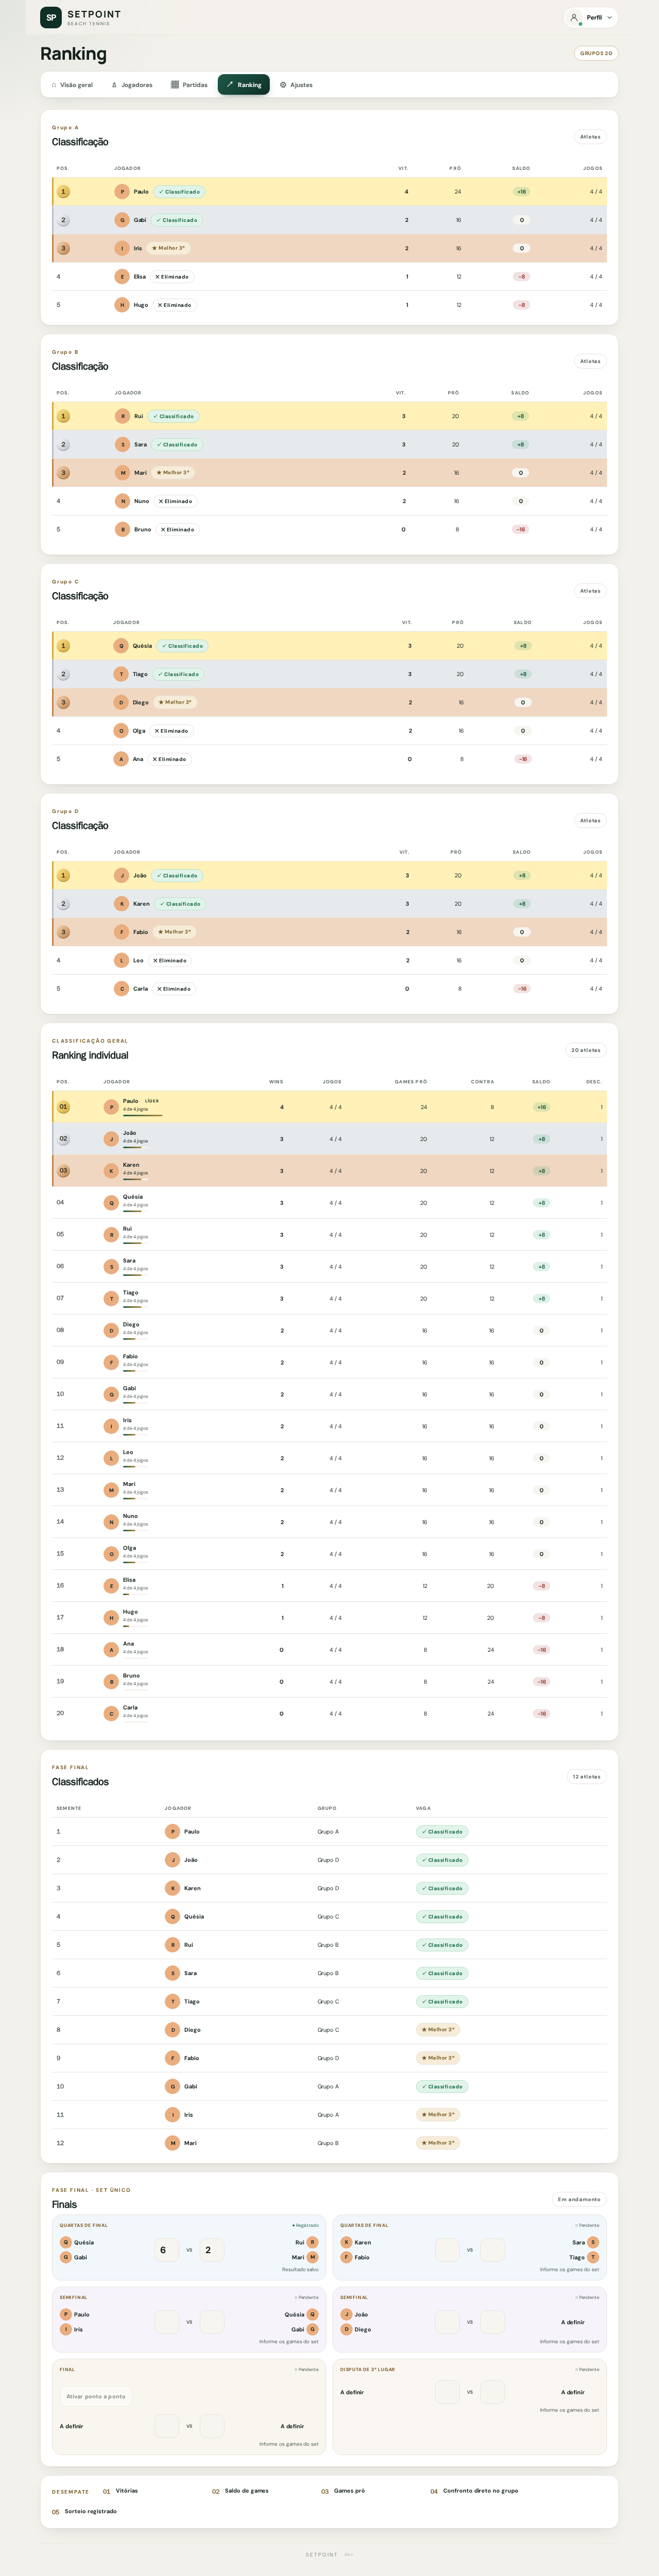 SP SETPOINT
BEACH TENNIS
Perfil
Ranking
GRUPOS 20
Visão geral Jogadores Partidas Ranking Ajustes
Grupo A
Classificação
Atletas
POS. JOGADOR VIT. PRÓ SALDO JOGOS
1 P Paulo ✓ Classificado 4 24 +16 4 / 4
2 G Gabi ✓ Classificado 2 16 0 4 / 4
3 I Iris ★ Melhor 3º 2 16 0 4 / 4
4 E Elisa ✕ Eliminado 1 12 -8 4 / 4
5 H Hugo ✕ Eliminado 1 12 -8 4 / 4
Grupo B
Classificação
Atletas
POS. JOGADOR VIT. PRÓ SALDO JOGOS
1 R Rui ✓ Classificado 3 20 +8 4 / 4
2 S Sara ✓ Classificado 3 20 +8 4 / 4
3 M Mari ★ Melhor 3º 2 16 0 4 / 4
4 N Nuno ✕ Eliminado 2 16 0 4 / 4
5 B Bruno ✕ Eliminado 0 8 -16 4 / 4
Grupo C
Classificação
Atletas
POS. JOGADOR VIT. PRÓ SALDO JOGOS
1 Q Quésia ✓ Classificado 3 20 +8 4 / 4
2 T Tiago ✓ Classificado 3 20 +8 4 / 4
3 D Diego ★ Melhor 3º 2 16 0 4 / 4
4 O Olga ✕ Eliminado 2 16 0 4 / 4
5 A Ana ✕ Eliminado 0 8 -16 4 / 4
Grupo D
Classificação
Atletas
POS. JOGADOR VIT. PRÓ SALDO JOGOS
1 J João ✓ Classificado 3 20 +8 4 / 4
2 K Karen ✓ Classificado 3 20 +8 4 / 4
3 F Fabio ★ Melhor 3º 2 16 0 4 / 4
4 L Leo ✕ Eliminado 2 16 0 4 / 4
5 C Carla ✕ Eliminado 0 8 -16 4 / 4
CLASSIFICAÇÃO GERAL
Ranking individual
20 atletas
POS. JOGADOR WINS JOGOS GAMES PRÓ CONTRA SALDO DESC.
01 P Paulo LÍDER 4 4 / 4 24 8 +16 1
4 de 4 jogos
02 J João 3 4 / 4 20 12 +8 1
4 de 4 jogos
03 K Karen 3 4 / 4 20 12 +8 1
4 de 4 jogos
04 Q Quésia 3 4 / 4 20 12 +8 1
4 de 4 jogos
05 R Rui 3 4 / 4 20 12 +8 1
4 de 4 jogos
06 S Sara 3 4 / 4 20 12 +8 1
4 de 4 jogos
07 T Tiago 3 4 / 4 20 12 +8 1
4 de 4 jogos
08 D Diego 2 4 / 4 16 16 0 1
4 de 4 jogos
09 F Fabio 2 4 / 4 16 16 0 1
4 de 4 jogos
10 G Gabi 2 4 / 4 16 16 0 1
4 de 4 jogos
11 I Iris 2 4 / 4 16 16 0 1
4 de 4 jogos
12 L Leo 2 4 / 4 16 16 0 1
4 de 4 jogos
13 M Mari 2 4 / 4 16 16 0 1
4 de 4 jogos
14 N Nuno 2 4 / 4 16 16 0 1
4 de 4 jogos
15 O Olga 2 4 / 4 16 16 0 1
4 de 4 jogos
16 E Elisa 1 4 / 4 12 20 -8 1
4 de 4 jogos
17 H Hugo 1 4 / 4 12 20 -8 1
4 de 4 jogos
18 A Ana 0 4 / 4 8 24 -16 1
4 de 4 jogos
19 B Bruno 0 4 / 4 8 24 -16 1
4 de 4 jogos
20 C Carla 0 4 / 4 8 24 -16 1
4 de 4 jogos
FASE FINAL
Classificados
12 atletas
SEMENTE JOGADOR GRUPO VAGA
1 P Paulo Grupo A ✓ Classificado
2 J João Grupo D ✓ Classificado
3 K Karen Grupo D ✓ Classificado
4 Q Quésia Grupo C ✓ Classificado
5 R Rui Grupo B ✓ Classificado
6 S Sara Grupo B ✓ Classificado
7 T Tiago Grupo C ✓ Classificado
8 D Diego Grupo C ★ Melhor 3º
9 F Fabio Grupo D ★ Melhor 3º
10 G Gabi Grupo A ✓ Classificado
11 I Iris Grupo A ★ Melhor 3º
12 M Mari Grupo B ★ Melhor 3º
FASE FINAL · SET ÚNICO
Finais
Em andamento
QUARTAS DE FINAL ● Registrado
Q Quésia Rui R
6 VS 2
G Gabi Mari M
Resultado salvo
QUARTAS DE FINAL ○ Pendente
K Karen Sara S
VS
F Fabio Tiago T
Informe os games do set
SEMIFINAL ○ Pendente
P Paulo Quésia Q
VS
I Iris Gabi G
Informe os games do set
SEMIFINAL ○ Pendente
J João
VS A definir
D Diego
Informe os games do set
FINAL ○ Pendente
Ativar ponto a ponto
A definir VS A definir
Informe os games do set
DISPUTA DE 3º LUGAR ○ Pendente
A definir VS A definir
Informe os games do set
DESEMPATE 01 Vitórias 02 Saldo de games 03 Games pró 04 Confronto direto no grupo
05 Sorteio registrado
SETPOINT